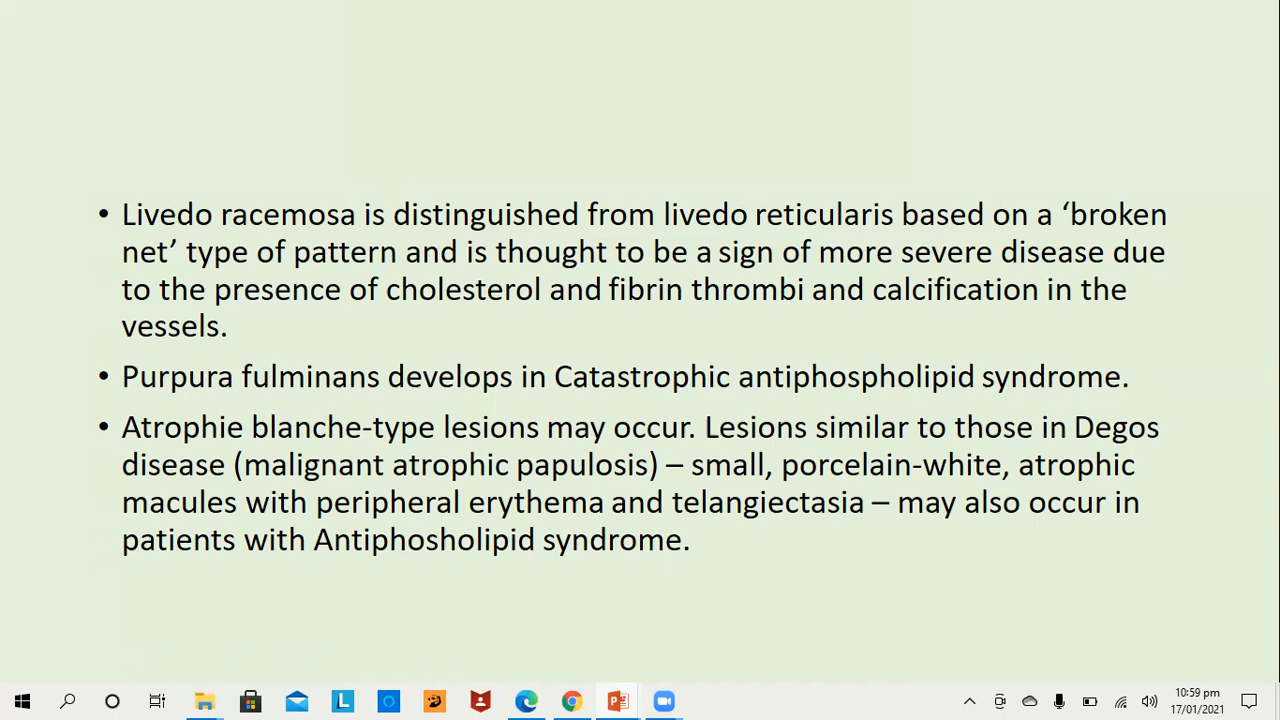 • Livedo racemosa is distinguished from livedo reticularis based on a ‘broken
net’ type of pattern and is thought to be a sign of more severe disease due
to the presence of cholesterol and fibrin thrombi and calcification in the
vessels.
• Purpura fulminans develops in Catastrophic antiphospholipid syndrome.
• Atrophie blanche-type lesions may occur. Lesions similar to those in Degos
disease (malignant atrophic papulosis) – small, porcelain-white, atrophic
macules with peripheral erythema and telangiectasia – may also occur in
patients with Antiphosholipid syndrome.
10:59 pm
17/01/2021